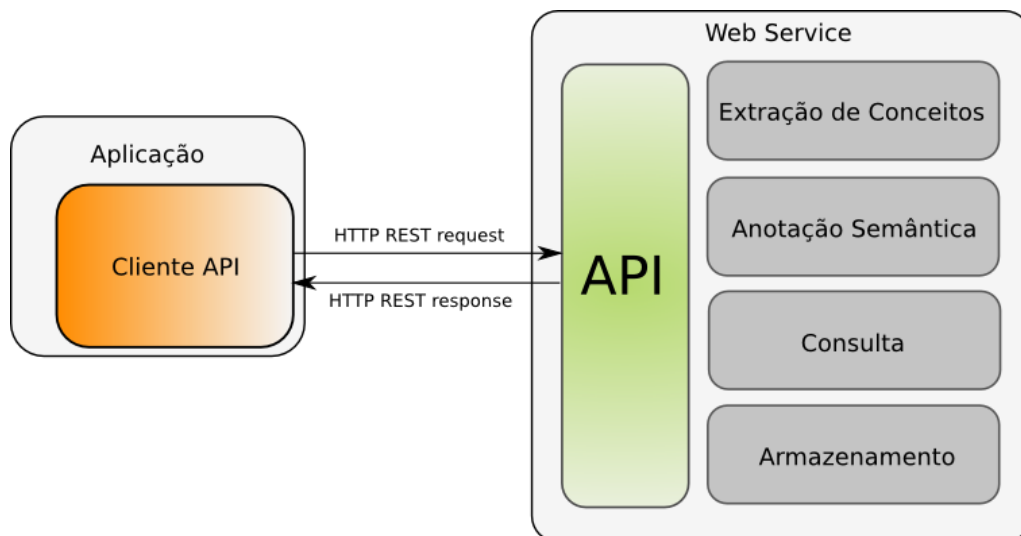 Aplicação
Cliente API
HTTP REST request
HTTP REST response
Web Service
API
Extração de Conceitos
Anotação Semântica
Consulta
Armazenamento